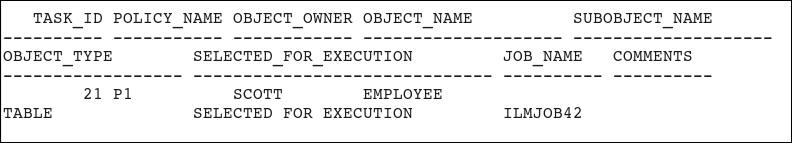 TASK_ID POLICY_NAME OBJECT_OWNER OBJECT_NAME SUBOBJECT_NAME
---------- ----------- ------------ -------------------- --------------------
OBJECT_TYPE SELECTED_FOR_EXECUTION JOB_NAME COMMENTS
------------------ ------------------------------ ---------- ----------
21 P1 SCOTT EMPLOYEE
TABLE SELECTED FOR EXECUTION ILMJOB42